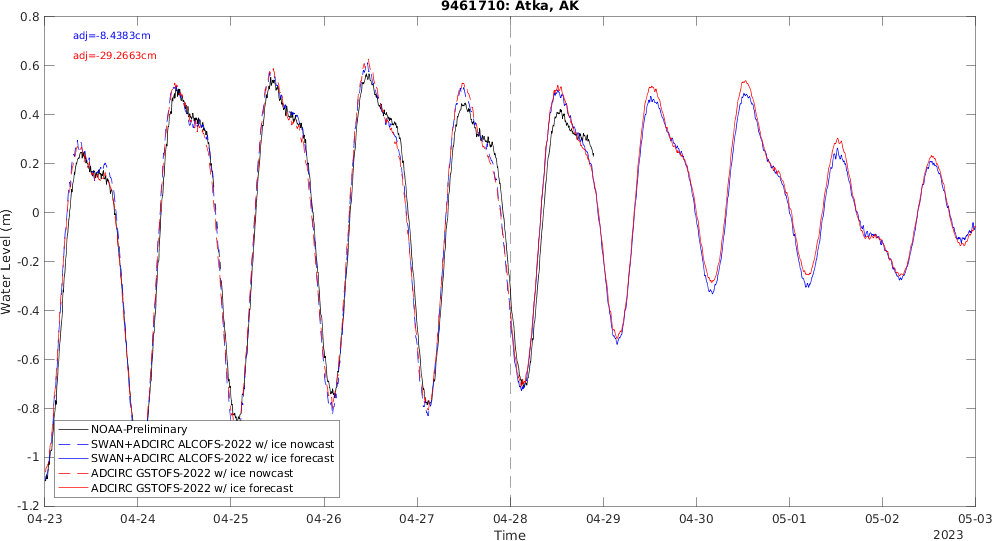 9461710: Atka, AK
adj=-8.4383cm
adj=-29.2663cm
0.8
0.6
0.4
0.2
0
-0.2
-0.4
-0.6
-0.8
-1
-1.2
Water Level (m)
NOAA-Preliminary
SWAN+ADCIRC ALCOFS-2022 w/ ice nowcast
SWAN+ADCIRC ALCOFS-2022 w/ ice forecast
ADCIRC GSTOFS-2022 w/ ice nowcast
ADCIRC GSTOFS-2022 w/ ice forecast
04-23 04-24 04-25 04-26 04-27 04-28 04-29 04-30 05-01 05-02 05-03
Time
2023